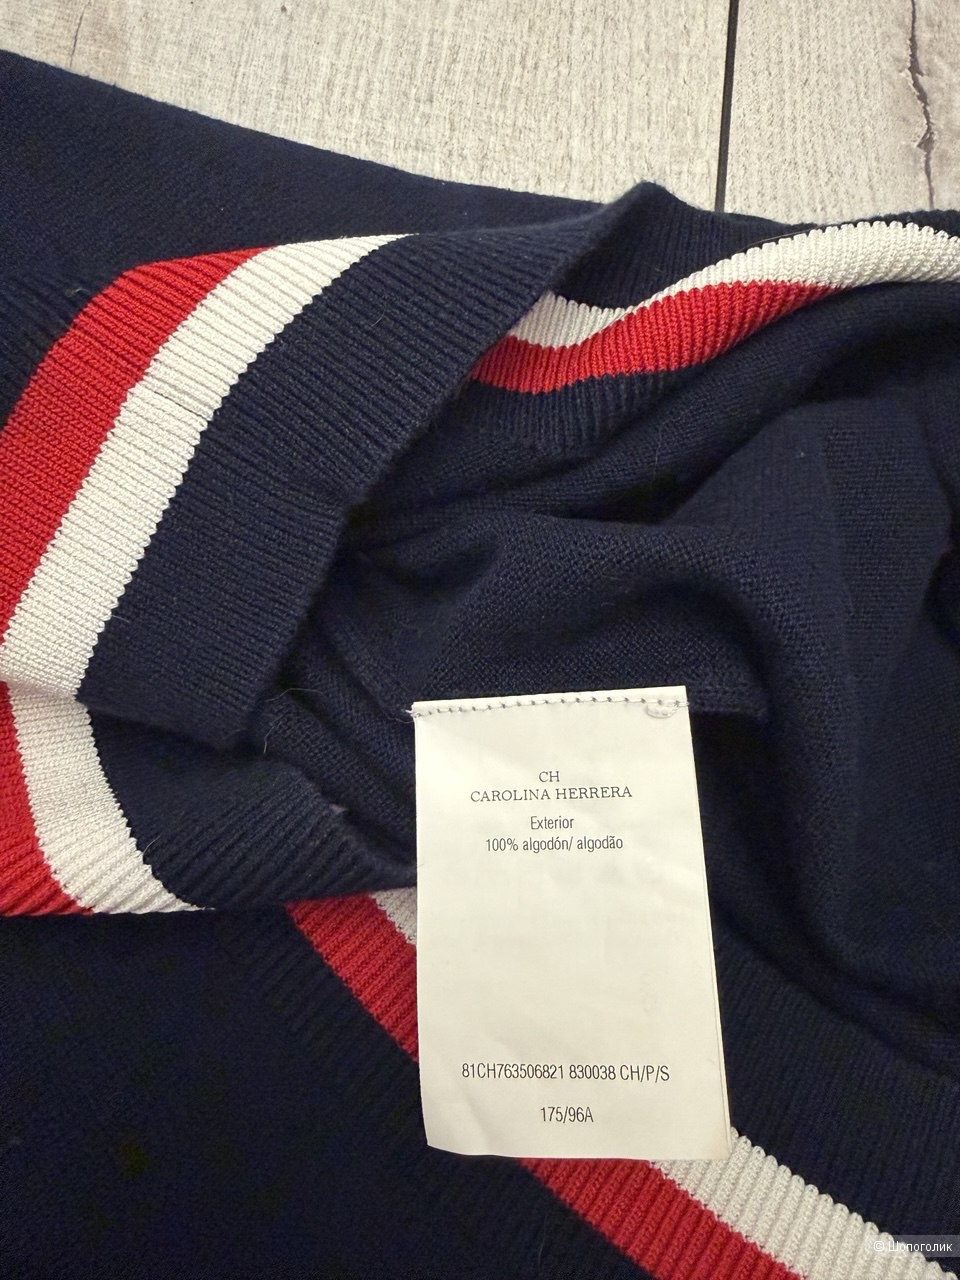 CH
CAROLINA HERRERA
Exterior
100% algodón/ algodão
81CH763506821 830038 CH/P/S
175/96A
© Шопоголик